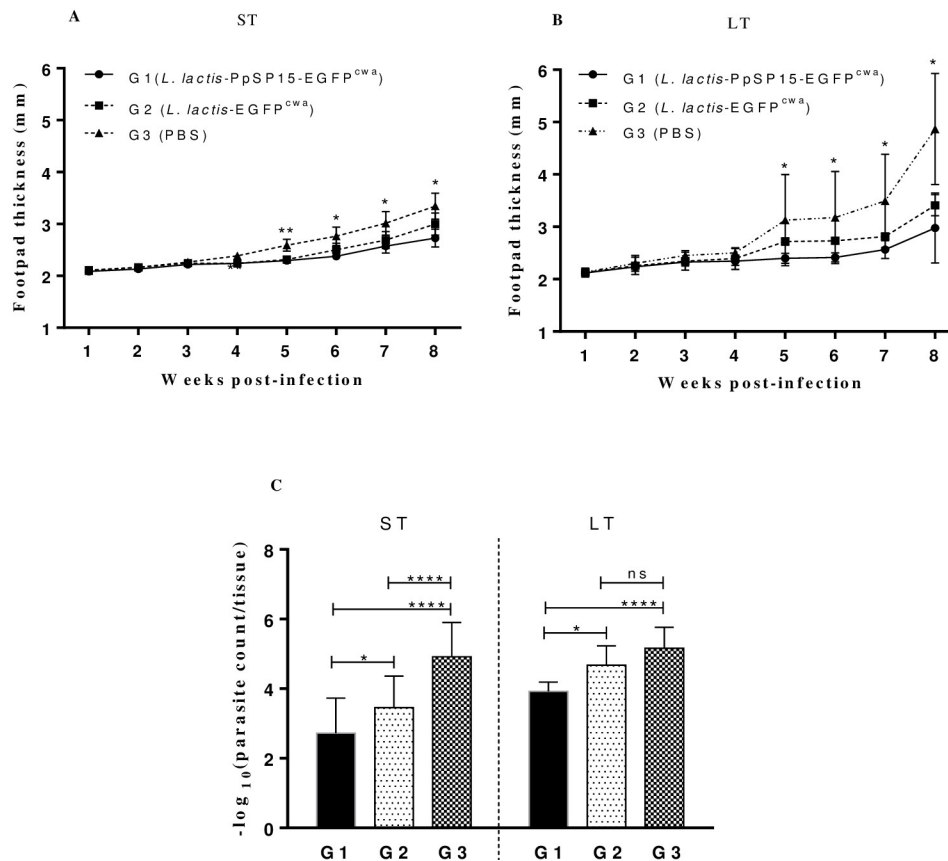 A
ST
G1(L. lactis-PpSP15-EGFPcwa)
G2 (L. lactis-EGFPcwa)
G3 (PBS)
Footpad thickness (mm)
6
5
4
3
2
1
**
**
*
*
*
1 2 3 4 5 6 7 8
Weeks post-infection
B
LT
G1 (L. lactis-PpSP15-EGFPcwa)
G2 (L. lactis-EGFPcwa)
G3 (PBS)
Footpad thickness (mm)
6
5
4
3
2
1
*
*
*
*
1 2 3 4 5 6 7 8
Weeks post-infection
C
ST
LT
-log10(parasite count/tissue)
8
6
4
2
0
****
****
*
ns
****
*
G1 G2 G3 G1 G2 G3